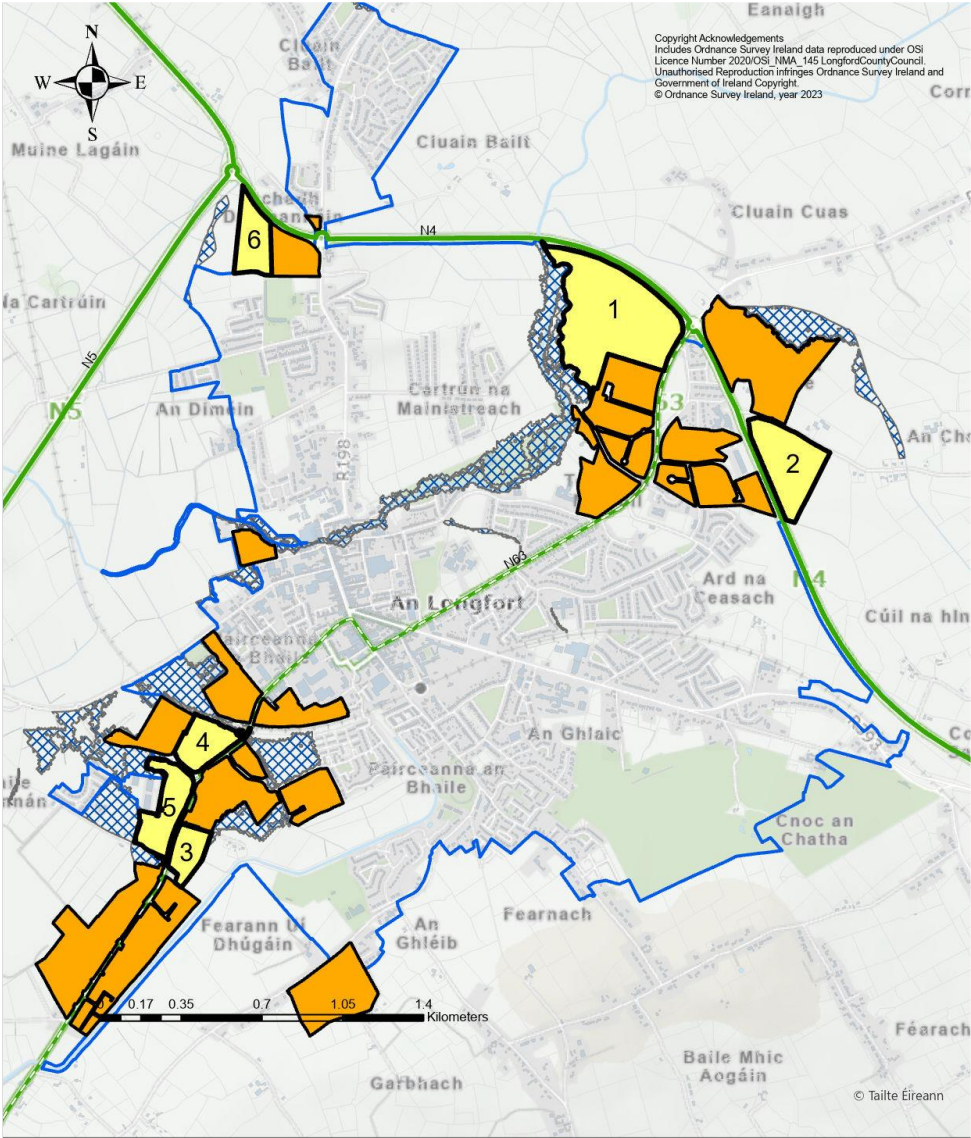 Eanaigh
Copyright Acknowledgements
Includes Ordnance Survey Ireland data reproduced under OSi
Licence Number 2020/OSi_NMA_145 LongfordCountyCouncil.
Unauthorised Reproduction infringes Ordnance Survey Ireland and
Government of Ireland Copyright.
© Ordnance Survey Ireland, year 2023
N
W
E
S
Cluain
Cluain Bailt
Muine Lagáin
Cluain Cuas
N4
6
1
N5
N5
An Diméin
Cartrún na
Mainistreach
R198
2
N63
An Longfort
Ard na
Ceasach
N4
An Ghlaic
4
Páirceanna an
Bhaile
5
3
Cnoc an
Chatha
Fearann Uí
Dhúgáin
An
Ghléib
Fearnach
0.17
0.35
0.7
1.05
1.4
Kilometers
Baile Mhic
Aogáin
Garbhach
© Tailte Éireann